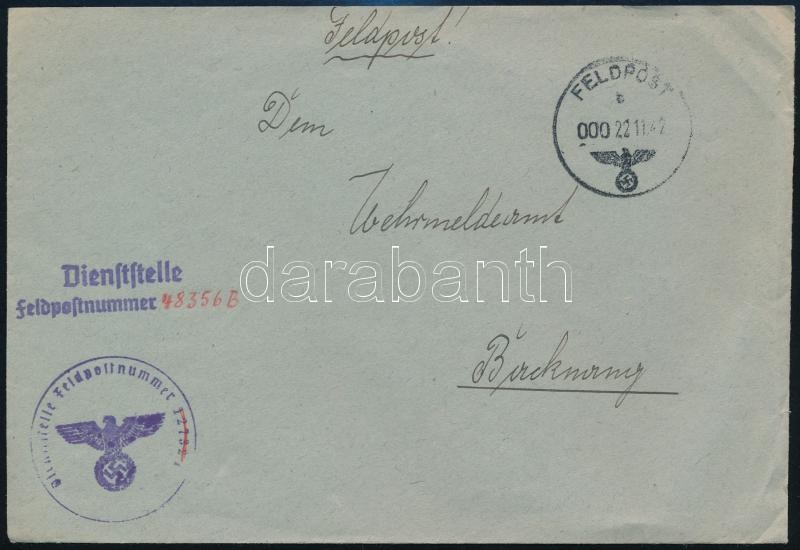 Feldpost!
FELDPOST
b
000 22 11.42
Dem
Wehrmeldeamt
Dienststelle
Feldpostnummer 48356 B
darabanth
Backnang
Dienststelle Feldpostnummer